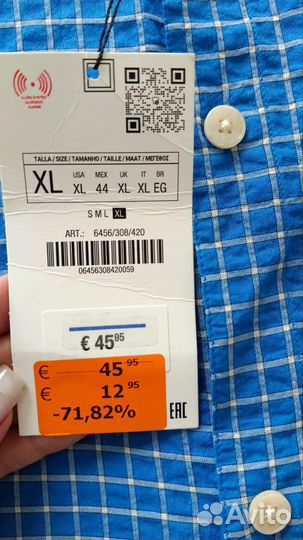 TALLA / SIZE / TAMANHO / TAILLE / MAAT / ΜΕΓΕΘΟΣ
XL
USA MEX UK IT BR
XL 44 XL XL EG
S M L XL
ART.: 6456/308/420
06456308420059
€ 45,95
€ 45,95
€ 12,95
-71,82%
EAC
Avito